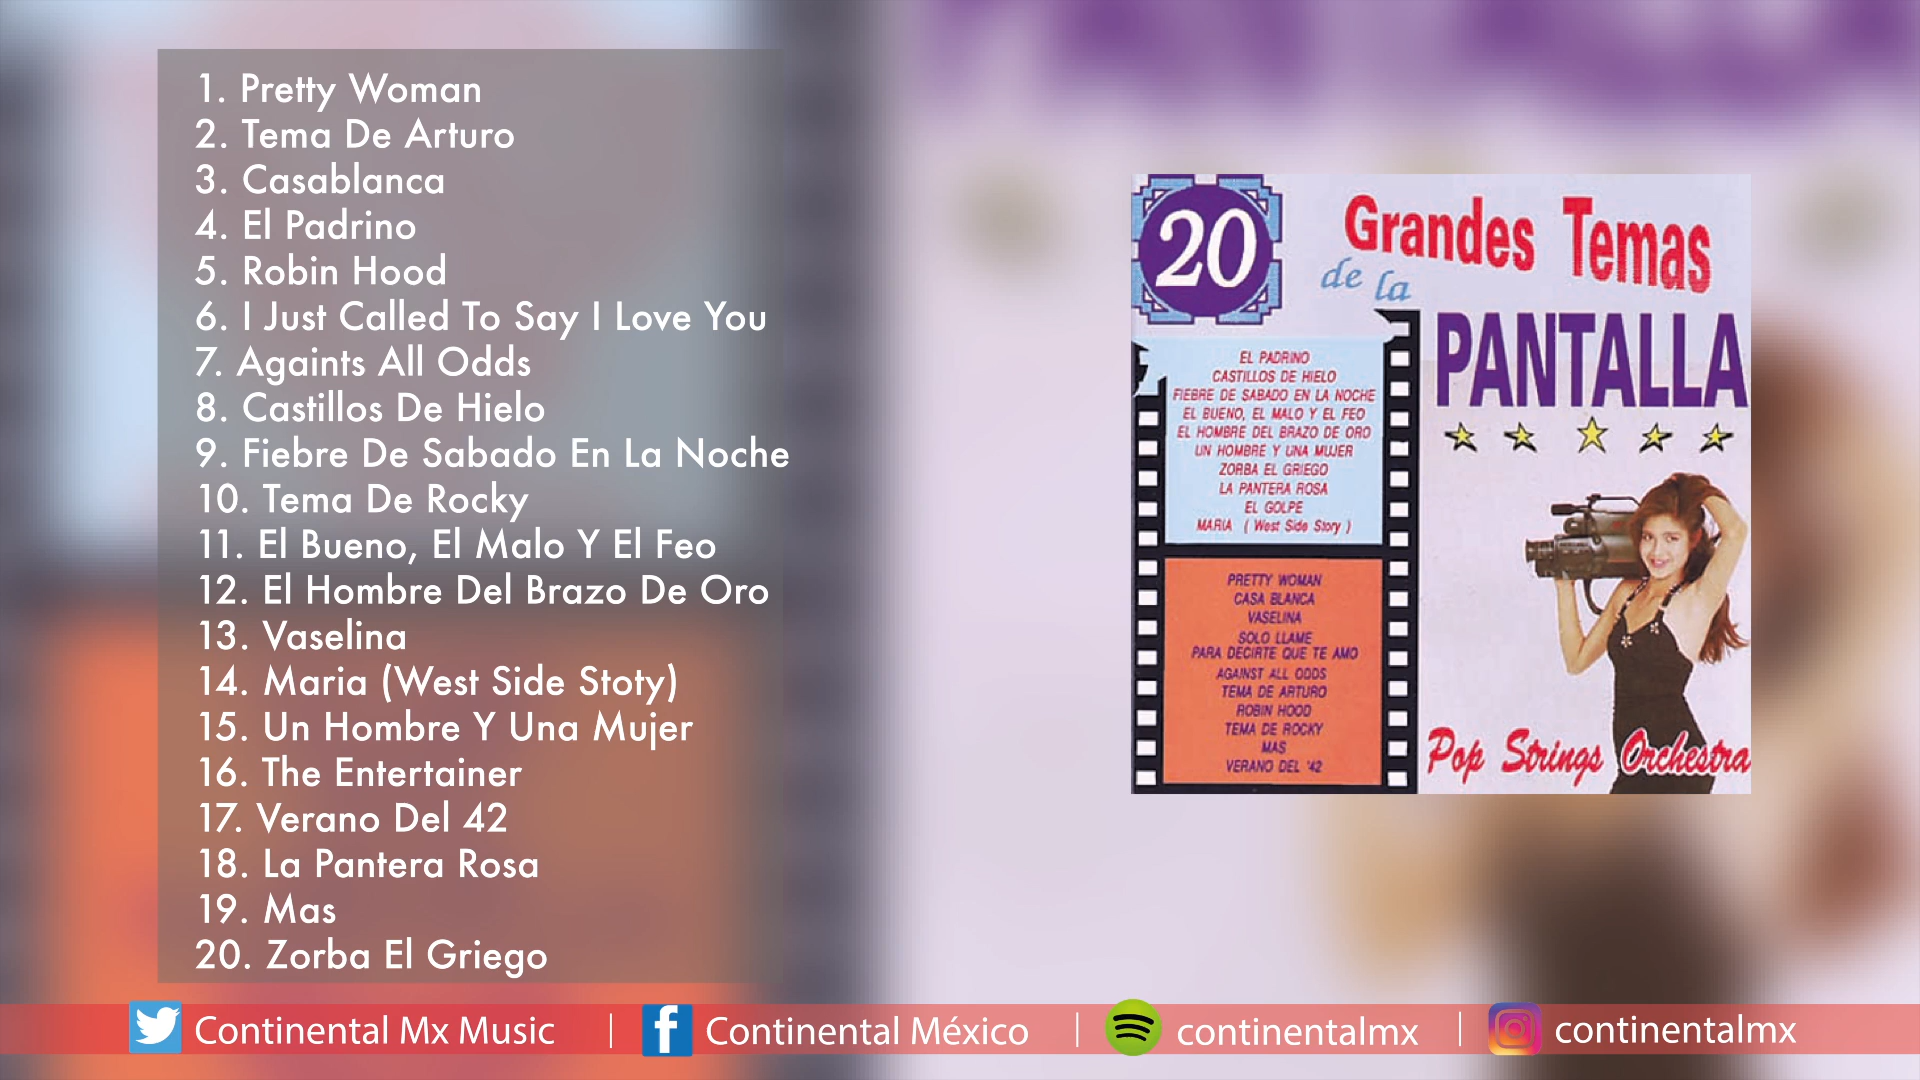 1. Pretty Woman
2. Tema De Arturo
3. Casablanca
4. El Padrino
5. Robin Hood
6. I Just Called To Say I Love You
7. Againts All Odds
8. Castillos De Hielo
9. Fiebre De Sabado En La Noche
10. Tema De Rocky
11. El Bueno, El Malo Y El Feo
12. El Hombre Del Brazo De Oro
13. Vaselina
14. Maria (West Side Stoty)
15. Un Hombre Y Una Mujer
16. The Entertainer
17. Verano Del 42
18. La Pantera Rosa
19. Mas
20. Zorba El Griego
20
Grandes Temas
de la
PANTALLA
EL PADRINO
CASTILLOS DE HIELO
FIEBRE DE SABADO EN LA NOCHE
EL BUENO, EL MALO Y EL FEO
EL HOMBRE DEL BRAZO DE ORO
UN HOMBRE Y UNA MUJER
ZORBA EL GRIEGO
LA PANTERA ROSA
EL GOLPE
MARIA ( West Side Story )
PRETTY WOMAN
CASA BLANCA
VASELINA
SOLO LLAME
PARA DECIRTE QUE TE AMO
AGAINST ALL ODDS
TEMA DE ARTURO
ROBIN HOOD
TEMA DE ROCKY
MAS
VERANO DEL '42
Pop Strings Orchestra
Continental Mx Music | Continental México | continentalmx | continentalmx